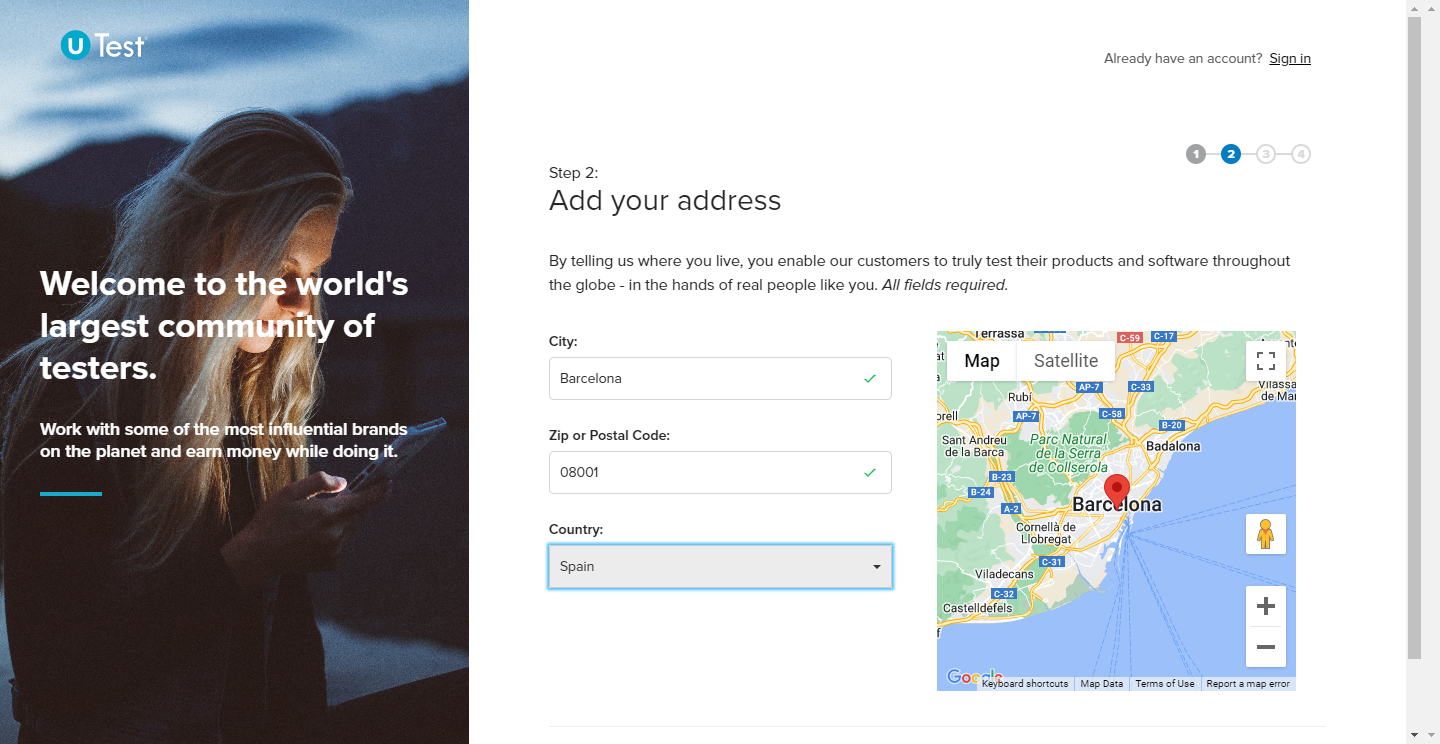 U Test
Already have an account? Sign in
1 2 3 4
Step 2:
Add your address
By telling us where you live, you enable our customers to truly test their products and software throughout
the globe - in the hands of real people like you. All fields required.
Welcome to the world's
largest community of
testers.
Work with some of the most influential brands
on the planet and earn money while doing it.
City:
Barcelona
Zip or Postal Code:
08001
Country:
Spain
Terrassa
C-59
C-17
Map
Satellite
AP-7
C-33
Rubí
Vilassa
de Mar
AP-7
C-58
B-20
Sant Andreu
de la Barca
Parc Natural
de la Serra
de Collserola
Badalona
B-23
B-24
A-2
Barcelona
Cornellà de
Llobregat
C-31
Viladecans
C-32
Castelldefels
Google
Keyboard shortcuts
Map Data
Terms of Use
Report a map error